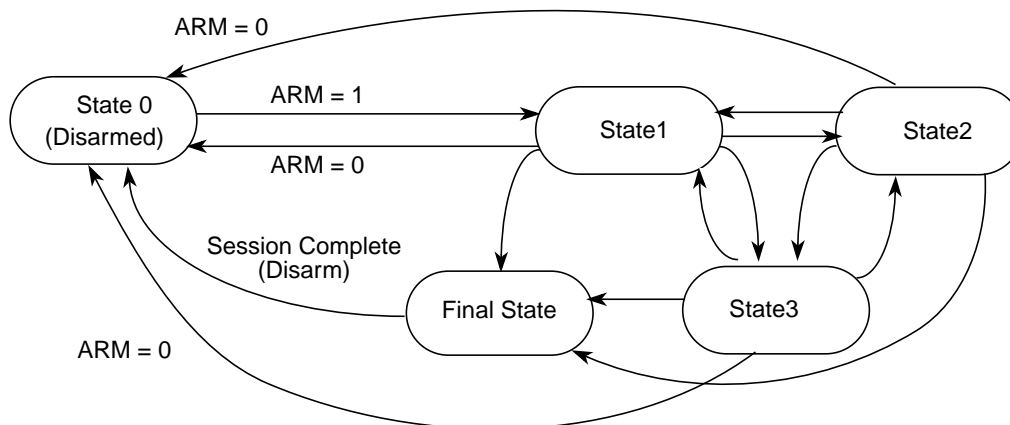 ARM = 0
State 0
(Disarmed)
ARM = 1
State1
State2
ARM = 0
Session Complete
(Disarm)
Final State
State3
ARM = 0